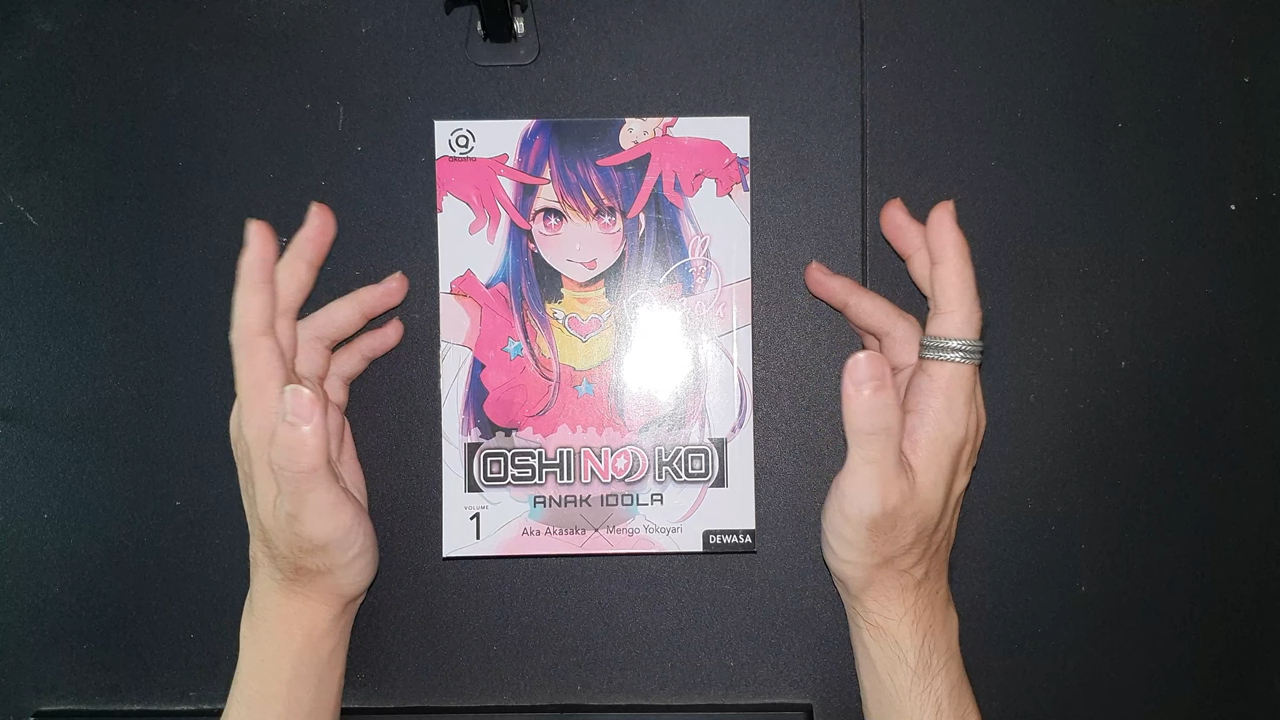 akasha
[OSHI NO KO]
ANAK IDOLA
VOLUME
1
Aka Akasaka × Mengo Yokoyari
DEWASA